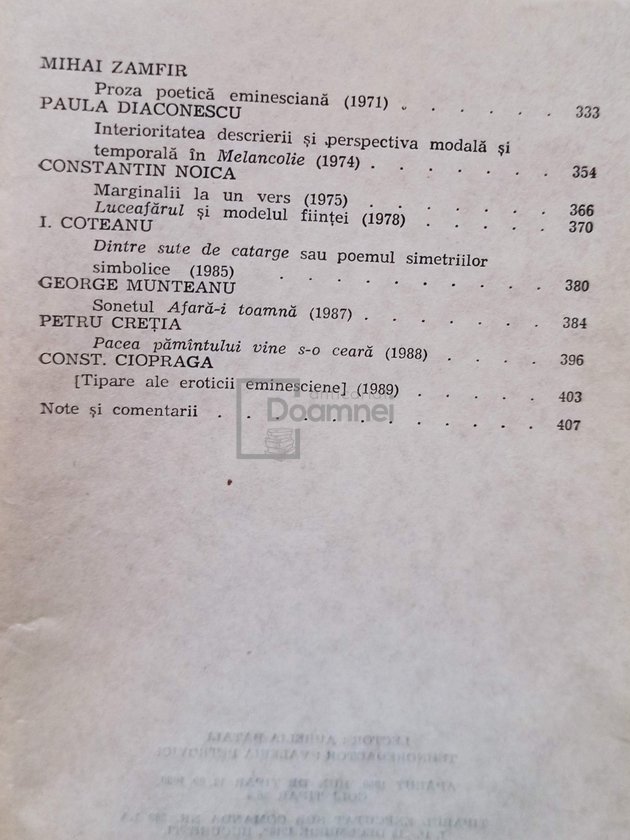 MIHAI ZAMFIR
Proza poetică eminesciană (1971) . . . . . 333
PAULA DIACONESCU
Interioritatea descrierii și perspectiva modală și
temporală în Melancolie (1974) . . . . . . 354
CONSTANTIN NOICA
Marginalii la un vers (1975) . . . . . . 366
Luceafărul și modelul ființei (1978) . . . . 370
I. COTEANU
Dintre sute de catarge sau poemul simetriilor
simbolice (1985) . . . . . . . . . 380
GEORGE MUNTEANU
Sonetul Afară-i toamnă (1987) . . . . . . 384
PETRU CREȚIA
Pacea pămîntului vine s-o ceară (1988) . . . . 396
CONST. CIOPRAGA
[Tipare ale eroticii eminesciene] (1989) . . . . . 403
Note și comentarii . . . . . . . . . . . 407
anticariat
Doamnei